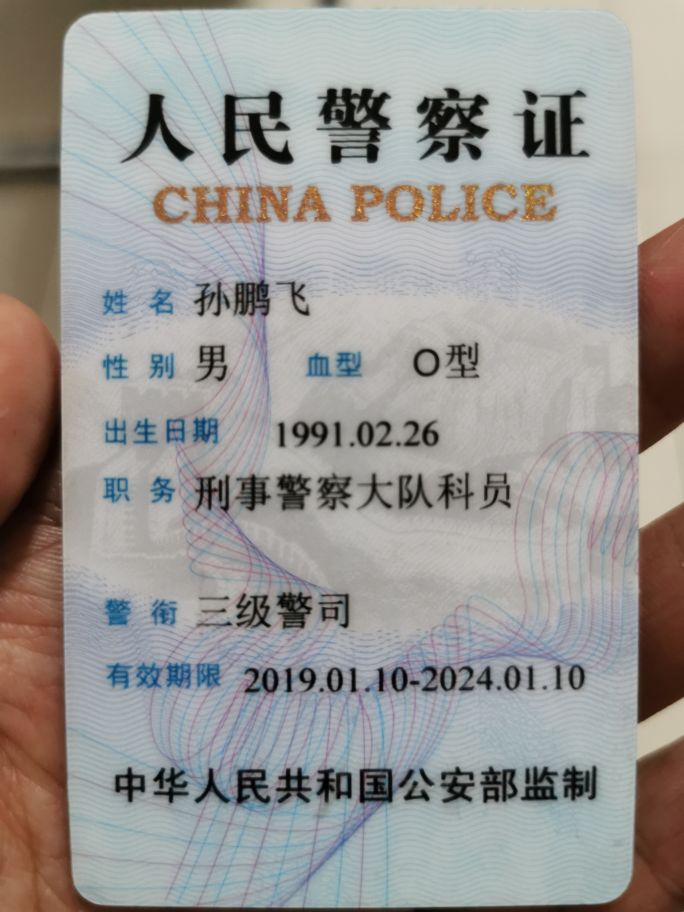 人民警察证
CHINA POLICE
姓 名 孙鹏飞
性 别 男 血型 O型
出生日期 1991.02.26
职 务 刑事警察大队科员
警 衔 三级警司
有效期限 2019.01.10-2024.01.10
中华人民共和国公安部监制